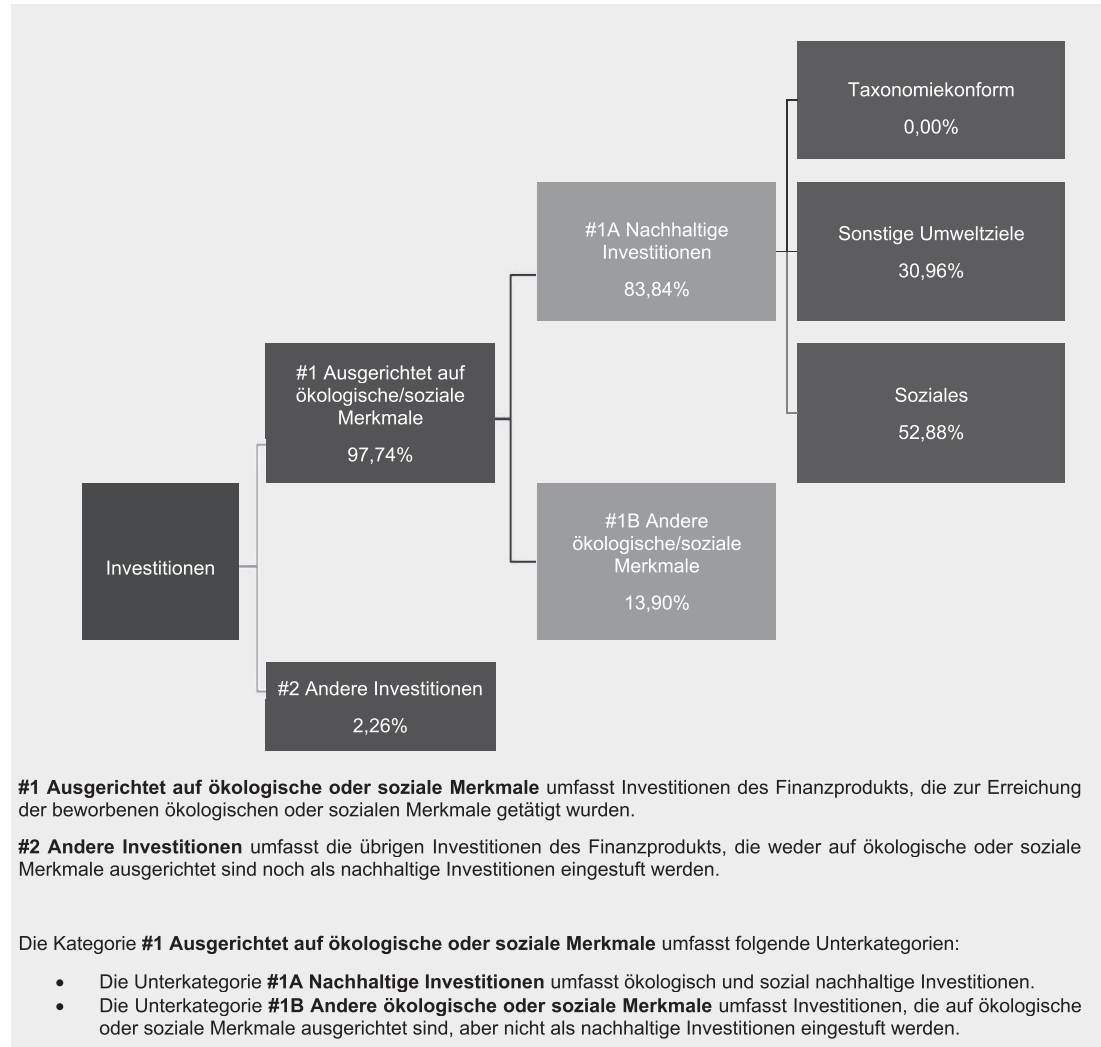 Taxonomiekonform
0,00%
#1A Nachhaltige
Investitionen
83,84%
Sonstige Umweltziele
30,96%
#1 Ausgerichtet auf
ökologische/soziale
Merkmale
97,74%
Soziales
52,88%
Investitionen
#1B Andere
ökologische/soziale
Merkmale
13,90%
#2 Andere Investitionen
2,26%
#1 Ausgerichtet auf ökologische oder soziale Merkmale umfasst Investitionen des Finanzprodukts, die zur Erreichung
der beworbenen ökologischen oder sozialen Merkmale getätigt wurden.
#2 Andere Investitionen umfasst die übrigen Investitionen des Finanzprodukts, die weder auf ökologische oder soziale
Merkmale ausgerichtet sind noch als nachhaltige Investitionen eingestuft werden.
Die Kategorie #1 Ausgerichtet auf ökologische oder soziale Merkmale umfasst folgende Unterkategorien:
• Die Unterkategorie #1A Nachhaltige Investitionen umfasst ökologisch und sozial nachhaltige Investitionen.
• Die Unterkategorie #1B Andere ökologische oder soziale Merkmale umfasst Investitionen, die auf ökologische
oder soziale Merkmale ausgerichtet sind, aber nicht als nachhaltige Investitionen eingestuft werden.